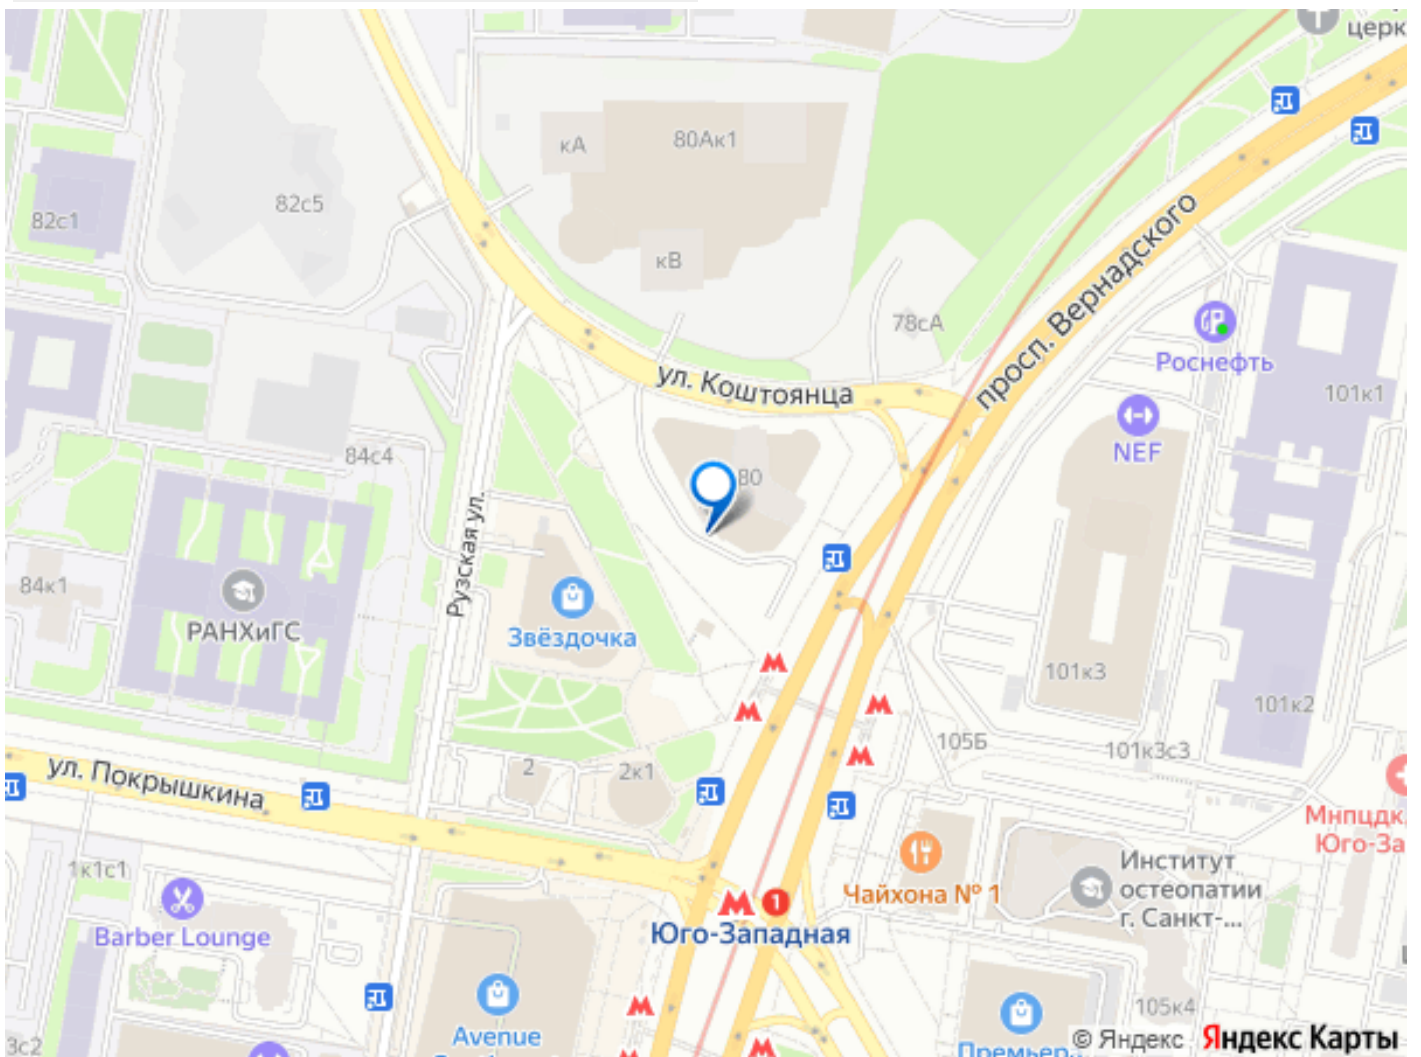 церк
кА
80Ак1
82с5
82с1
кВ
просп. Вернадского
78сА
Роснефть
ул. Коштоянца
101к1
NEF
84с4
80
Рузская ул.
84к1
РАНХиГС
Звёздочка
101к3
101к2
105Б
101к3с3
ул. Покрышкина
2
2к1
Мнпцдк,
Юго-За
1к1с1
Чайхона № 1
Институт
остеопатии
г. Санкт-...
Barber Lounge
1
Юго-Западная
105к4
Avenue
3с2
Премьер
© Яндекс Яндекс Карты